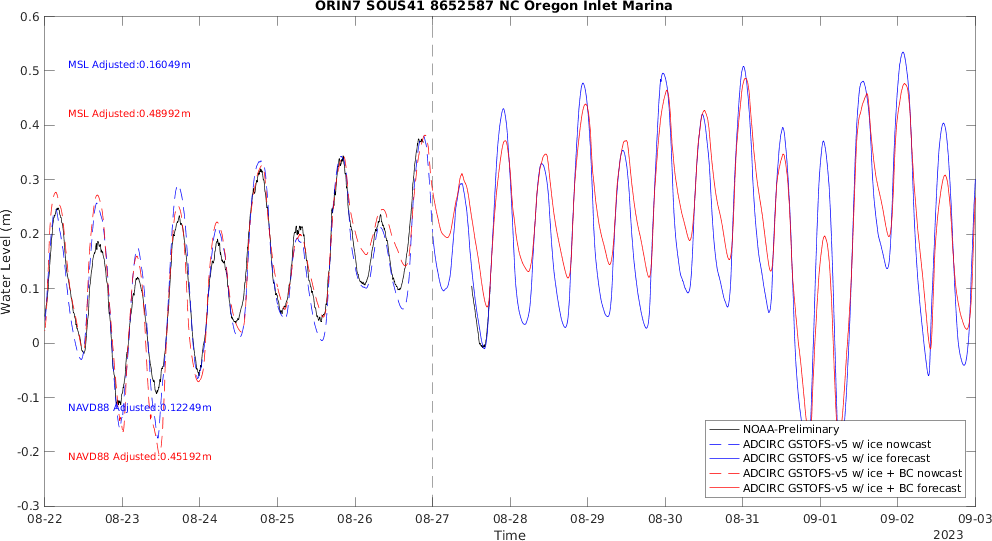 ORIN7 SOUS41 8652587 NC Oregon Inlet Marina
0.6
0.5
0.4
0.3
0.2
0.1
0
-0.1
-0.2
-0.3
Water Level (m)
MSL Adjusted:0.16049m
MSL Adjusted:0.48992m
NAVD88 Adjusted:0.12249m
NAVD88 Adjusted:0.45192m
NOAA-Preliminary
ADCIRC GSTOFS-v5 w/ ice nowcast
ADCIRC GSTOFS-v5 w/ ice forecast
ADCIRC GSTOFS-v5 w/ ice + BC nowcast
ADCIRC GSTOFS-v5 w/ ice + BC forecast
08-22 08-23 08-24 08-25 08-26 08-27 08-28 08-29 08-30 08-31 09-01 09-02 09-03
Time
2023